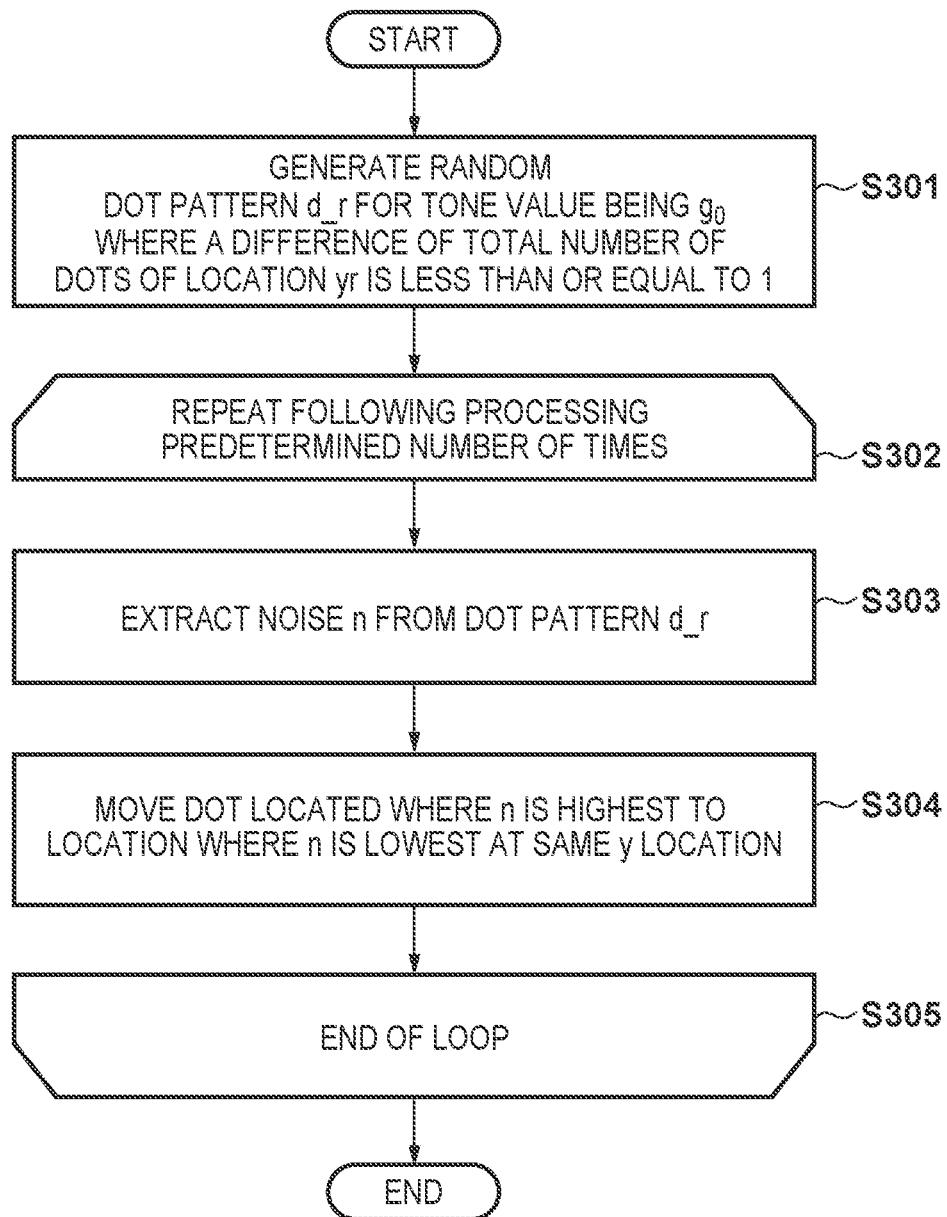 START
GENERATE RANDOM
DOT PATTERN d_r FOR TONE VALUE BEING g₀
WHERE A DIFFERENCE OF TOTAL NUMBER OF
DOTS OF LOCATION yr IS LESS THAN OR EQUAL TO 1
S301
REPEAT FOLLOWING PROCESSING
PREDETERMINED NUMBER OF TIMES
S302
EXTRACT NOISE n FROM DOT PATTERN d_r
S303
MOVE DOT LOCATED WHERE n IS HIGHEST TO
LOCATION WHERE n IS LOWEST AT SAME y LOCATION
S304
END OF LOOP
S305
END